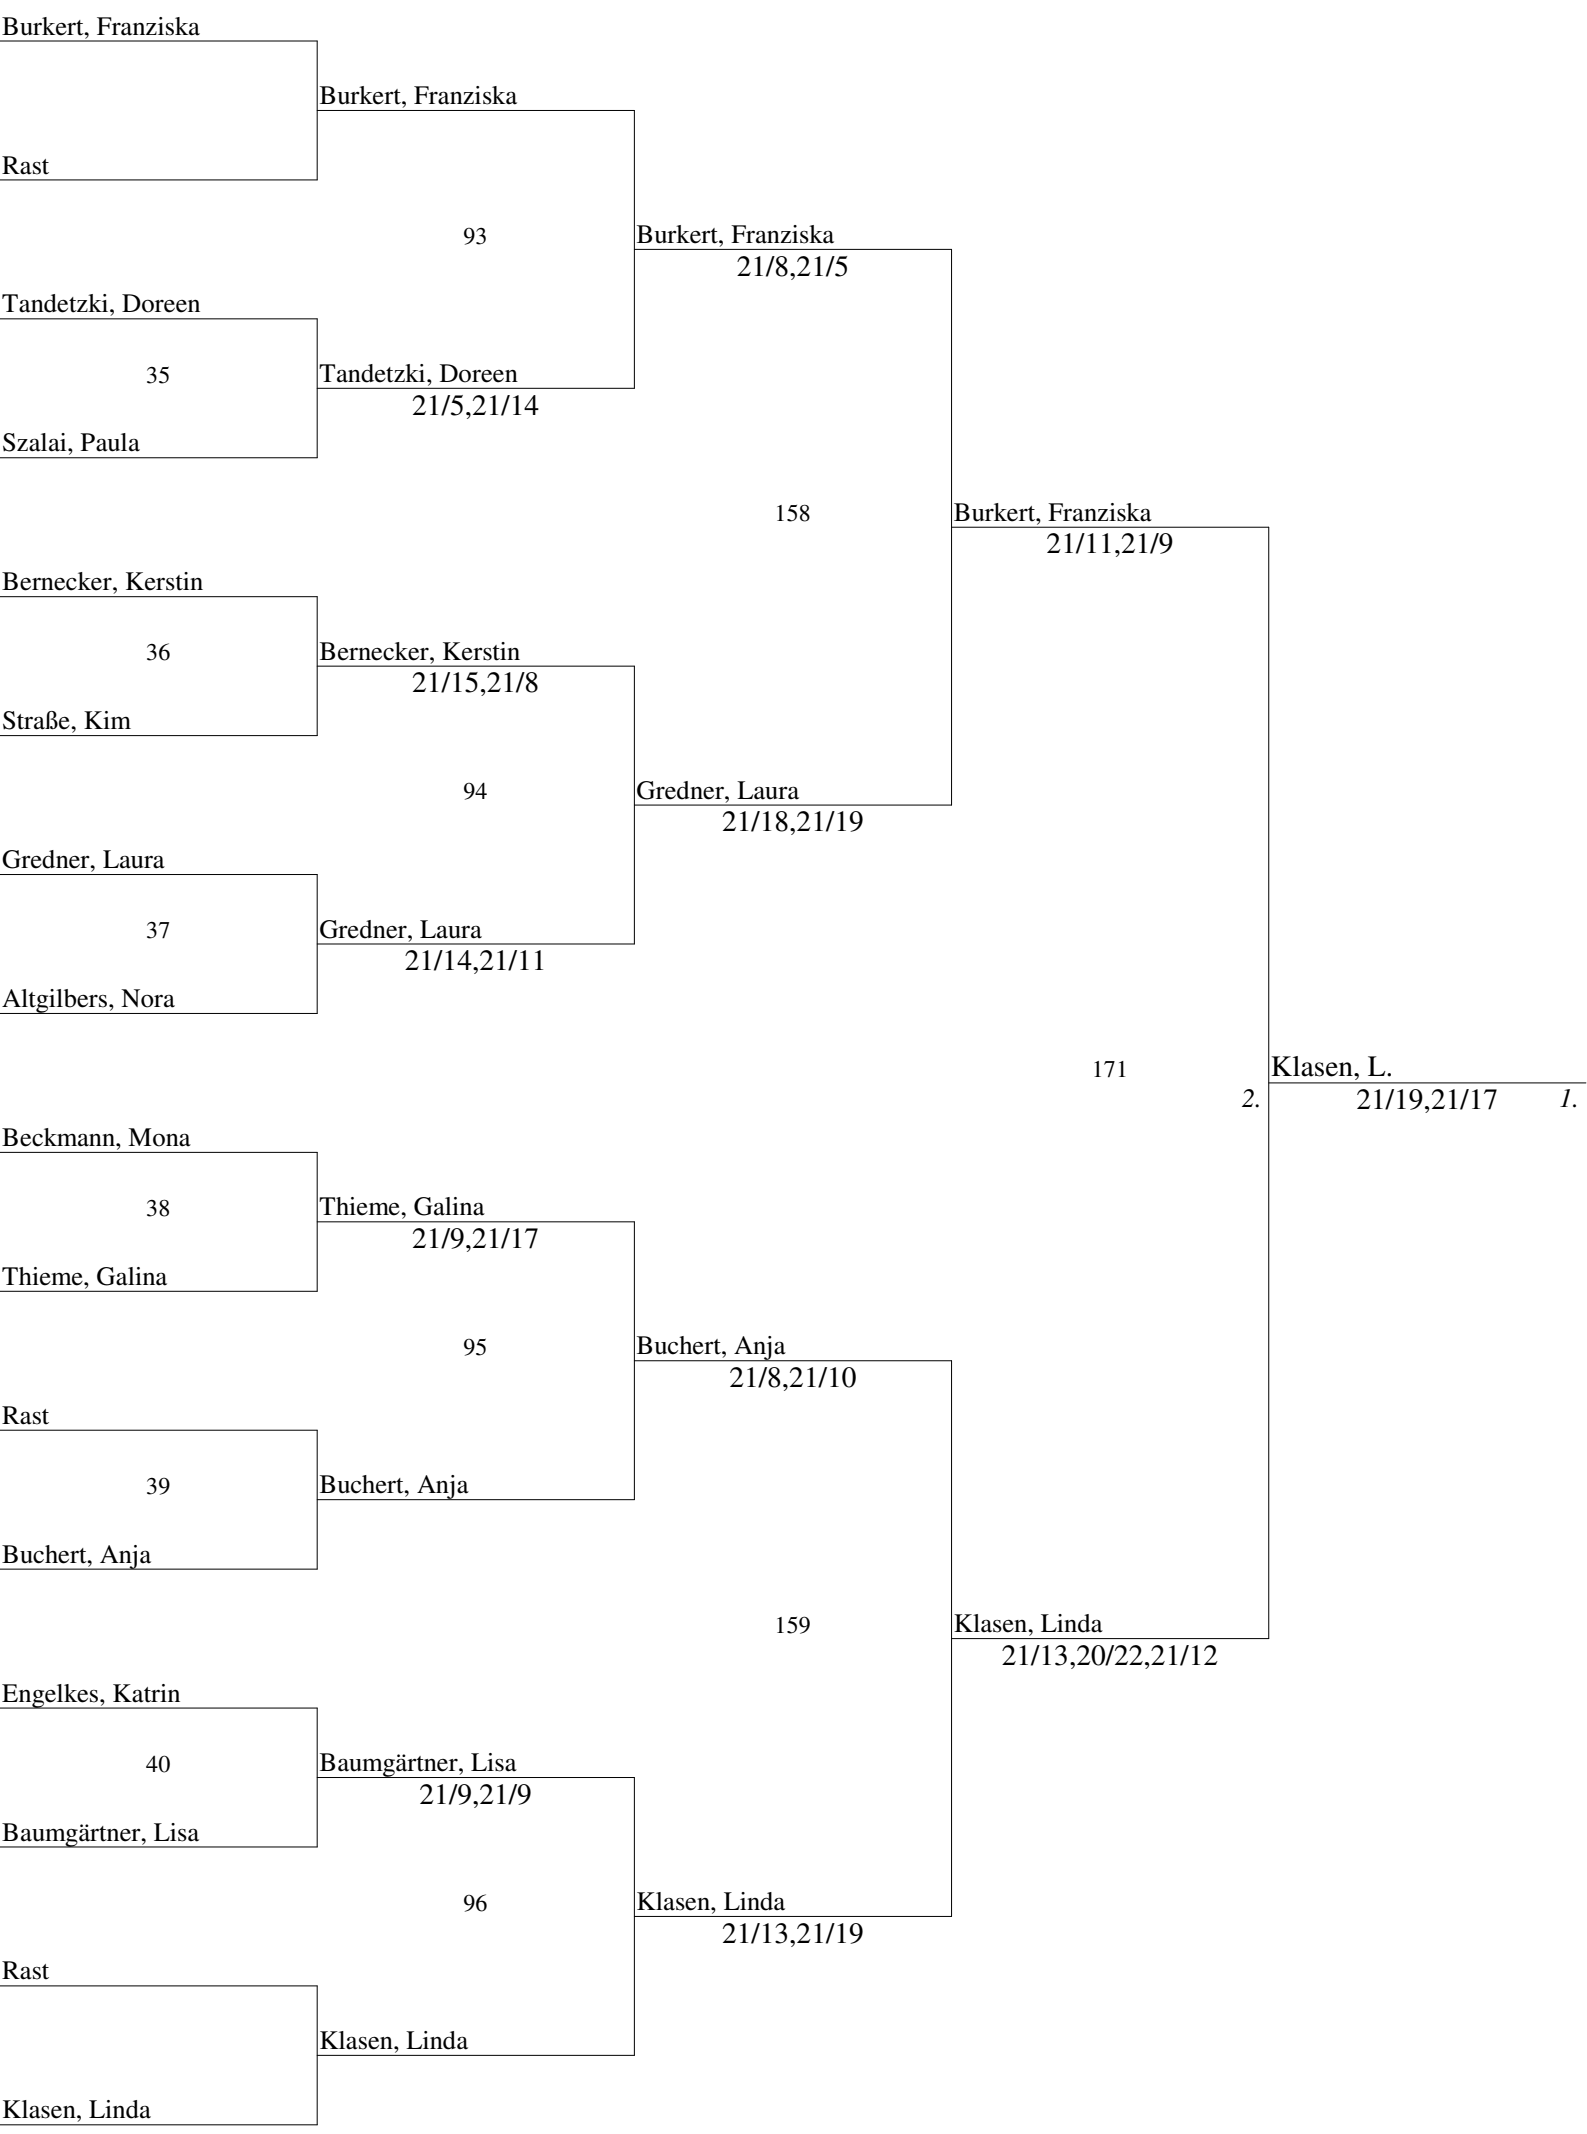 Burkert, Franziska
Burkert, Franziska
Rast
93
Burkert, Franziska
21/8,21/5
Tandetzki, Doreen
35
Tandetzki, Doreen
21/5,21/14
Szalai, Paula
158
Burkert, Franziska
21/11,21/9
Bernecker, Kerstin
36
Bernecker, Kerstin
21/15,21/8
Straße, Kim
94
Gredner, Laura
21/18,21/19
Gredner, Laura
37
Gredner, Laura
21/14,21/11
Altgilbers, Nora
171
Klasen, L.
2.
21/19,21/17
1.
Beckmann, Mona
38
Thieme, Galina
21/9,21/17
Thieme, Galina
95
Buchert, Anja
21/8,21/10
Rast
39
Buchert, Anja
Buchert, Anja
159
Klasen, Linda
21/13,20/22,21/12
Engelkes, Katrin
40
Baumgärtner, Lisa
21/9,21/9
Baumgärtner, Lisa
96
Klasen, Linda
21/13,21/19
Rast
Klasen, Linda
Klasen, Linda